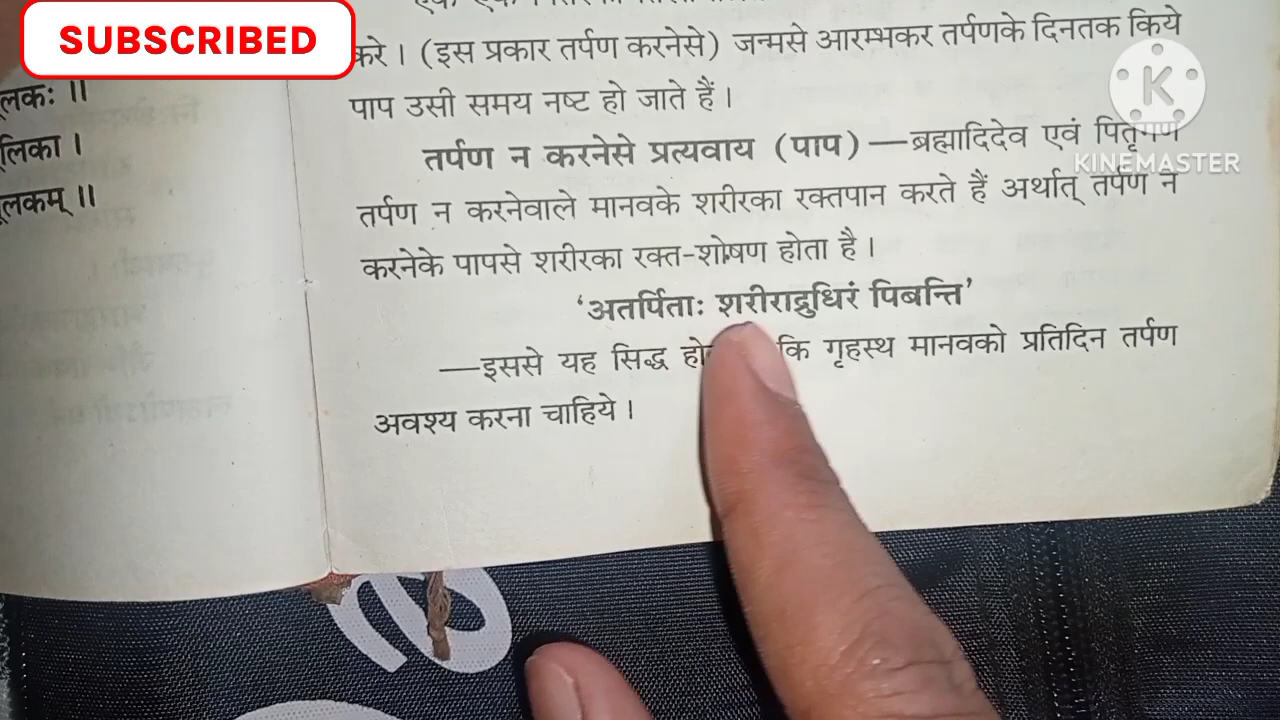 SUBSCRIBED
करे। (इस प्रकार तर्पण करनेसे) जन्मसे आरम्भकर तर्पणके दिनतक किये
पाप उसी समय नष्ट हो जाते हैं।
तर्पण न करनेसे प्रत्यवाय (पाप)—ब्रह्मादिदेव एवं पितृगण
तर्पण न करनेवाले मानवके शरीरका रक्तपान करते हैं अर्थात् तर्पण न
करनेके पापसे शरीरका रक्त-शोषण होता है।
'अतर्पिताः शरीराद्रुधिरं पिबन्ति'
—इससे यह सिद्ध कि गृहस्थ मानवको प्रतिदिन तर्पण
अवश्य करना चाहिये।
K
KINEMASTER